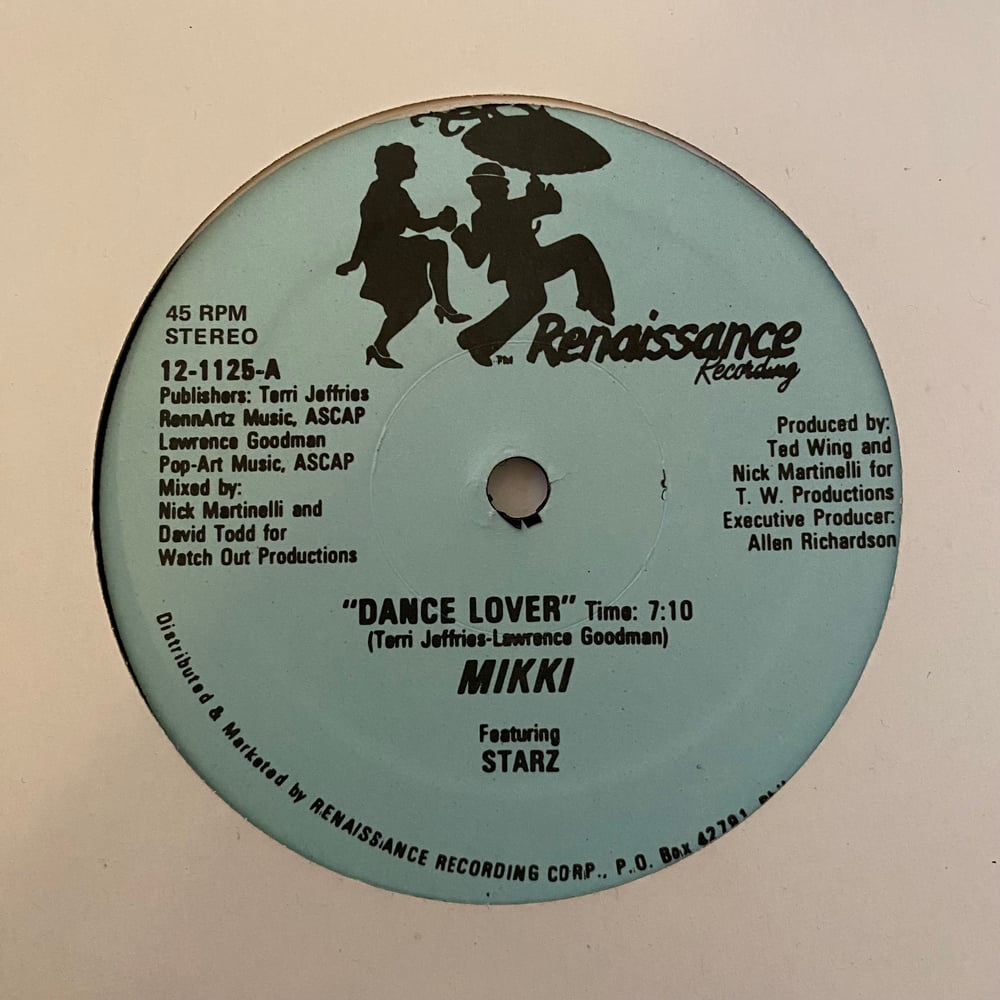 Renaissance
Recording
TM
45 RPM
STEREO
12-1125-A
Publishers: Terri Jeffries
RennArtz Music, ASCAP
Lawrence Goodman
Pop-Art Music, ASCAP
Mixed by:
Nick Martinelli and
David Todd for
Watch Out Productions
Produced by:
Ted Wing and
Nick Martinelli for
T. W. Productions
Executive Producer:
Allen Richardson
"DANCE LOVER" Time: 7:10
(Terri Jeffries-Lawrence Goodman)
MIKKI
Featuring
STARZ
Distributed & Marketed by RENAISSANCE RECORDING CORP., P.O. Box 42791